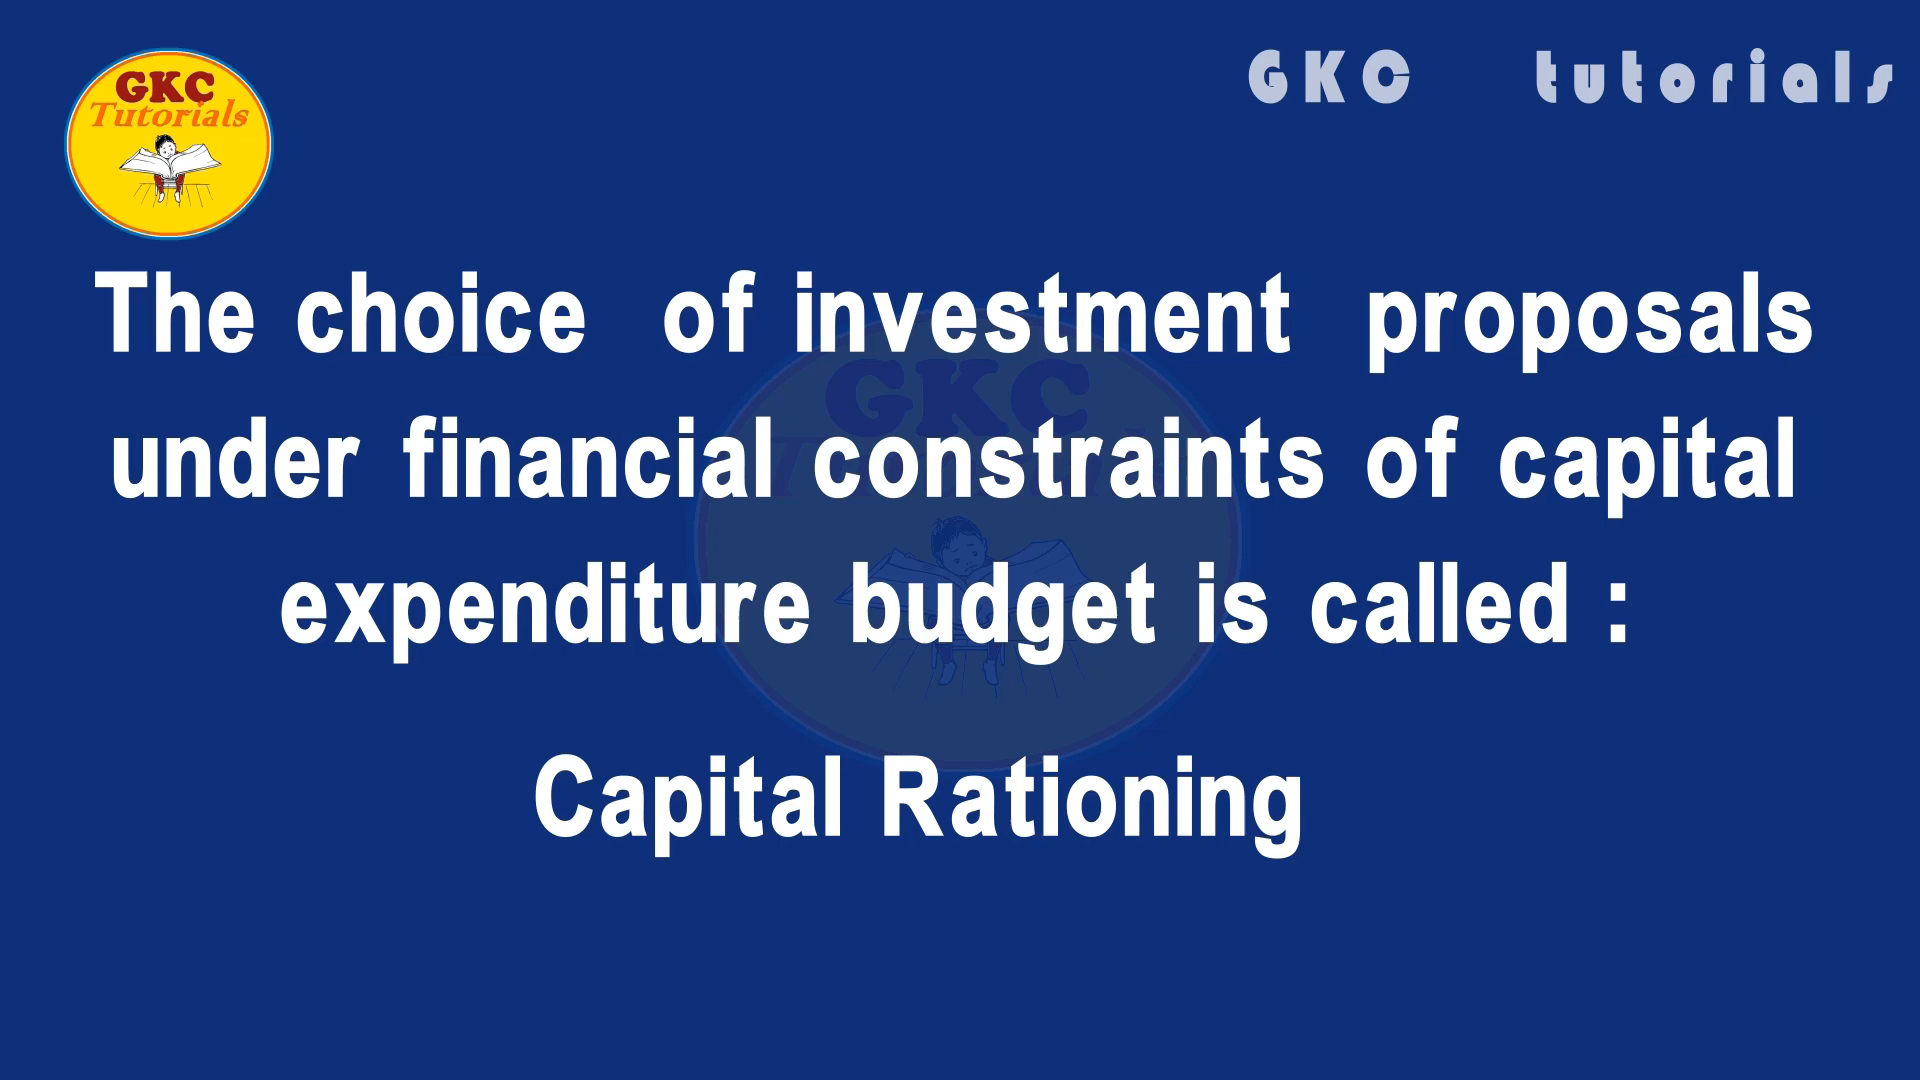 GKC tutorials
GKC
Tutorials
The choice of investment proposals
under financial constraints of capital
expenditure budget is called :
Capital Rationing
GKC